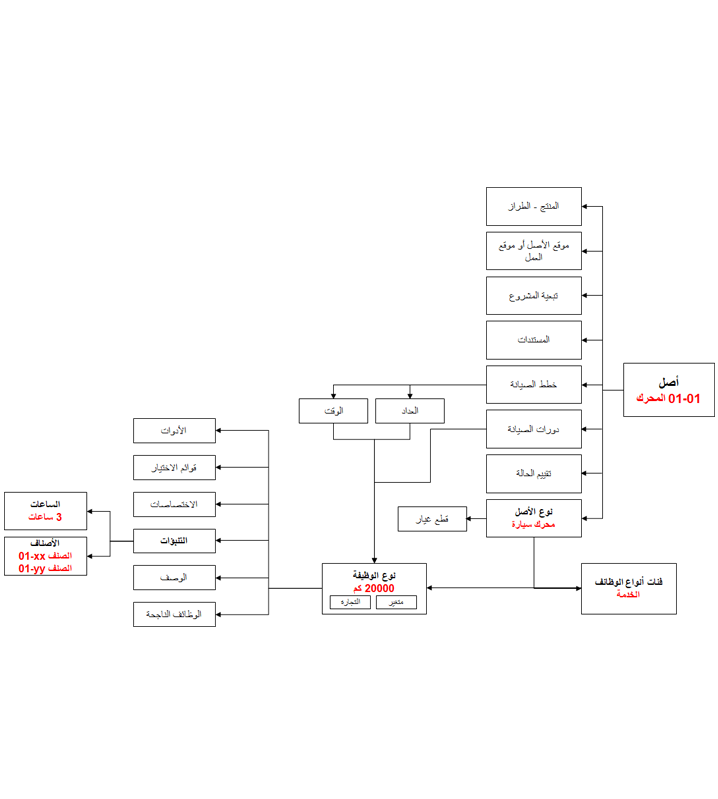 المنتج - الطراز
موقع الأصل أو موقع
العمل
تبعية المشروع
المستندات
أصل
01-01 المحرك
خطط الصيانة
العداد
الوقت
دورات الصيانة
الأدوات
تقييم الحالة
قوائم الاختيار
نوع الأصل
محرك سيارة
قطع غيار
الاختصاصات
الساعات
3 ساعات
التنبؤات
الأصناف
الصنف 01-xx
الصنف 01-yy
فئات أنواع الوظائف
الخدمة
نوع الوظيفة
20000 كم
متغير
التجارة
الوصف
الوظائف الناجحة